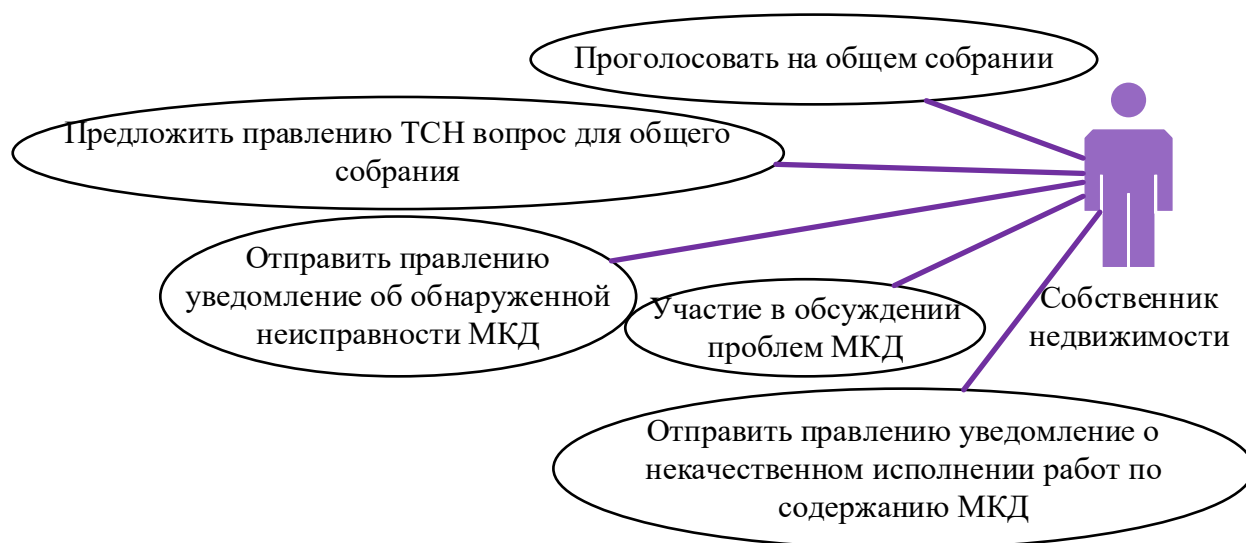 Проголосовать на общем собрании
Предложить правлению ТСН вопрос для общего
собрания
Отправить правлению
уведомление об обнаруженной
неисправности МКД
Участие в обсуждении
проблем МКД
Собственник
недвижимости
Отправить правлению уведомление о
некачественном исполнении работ по
содержанию МКД